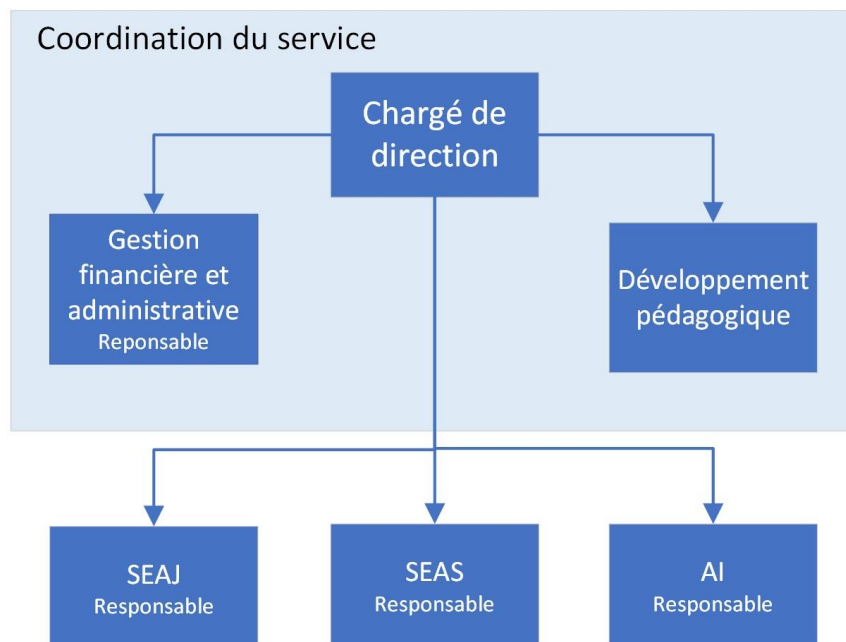 Coordination du service
Chargé de
direction
Gestion
financière et
administrative
Reponsable
Développement
pédagogique
SEAJ
Responsable
SEAS
Responsable
AI
Responsable